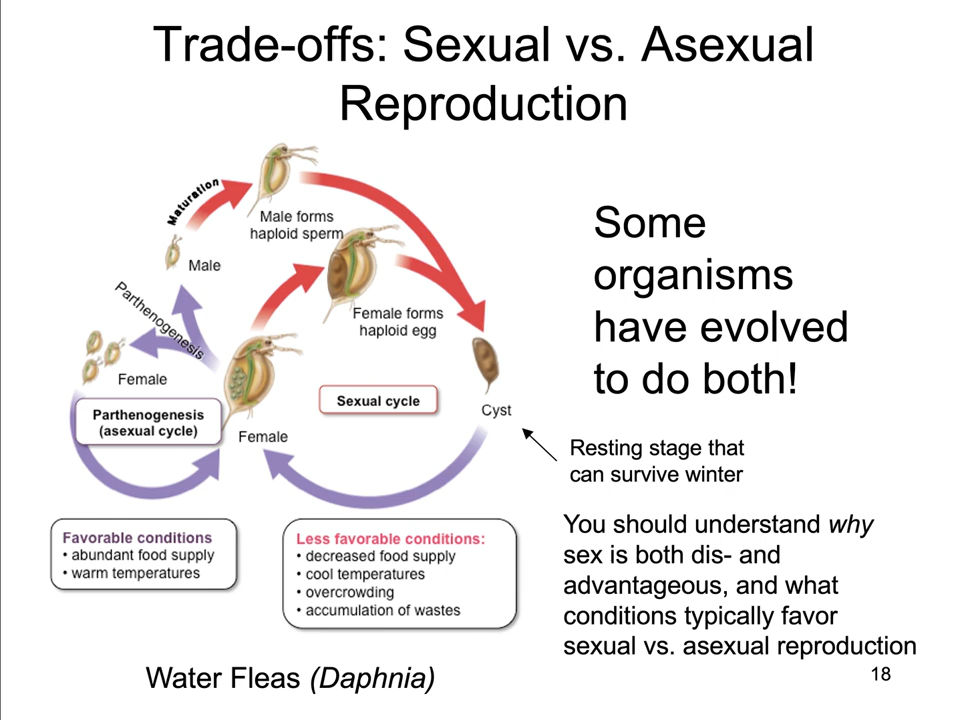 Trade-offs: Sexual vs. Asexual
Reproduction
Maturation
Male forms
haploid sperm
Male
Parthenogenesis
Female forms
haploid egg
Female
Parthenogenesis
(asexual cycle)
Sexual cycle
Cyst
Female
Favorable conditions
• abundant food supply
• warm temperatures
Less favorable conditions:
• decreased food supply
• cool temperatures
• overcrowding
• accumulation of wastes
Water Fleas (Daphnia)
Some
organisms
have evolved
to do both!
Resting stage that
can survive winter
You should understand why
sex is both dis- and
advantageous, and what
conditions typically favor
sexual vs. asexual reproduction
18